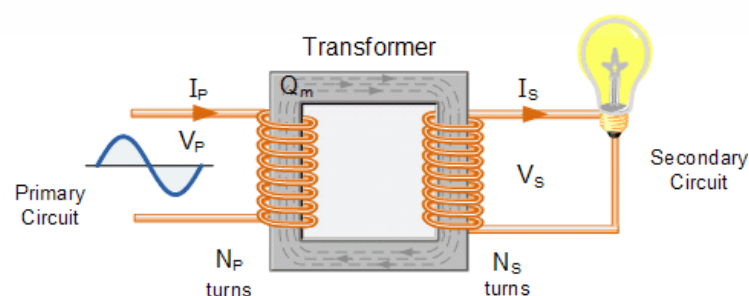 Transformer
Qm
IP
IS
VP
VS
Primary
Circuit
Secondary
Circuit
NP
turns
NS
turns